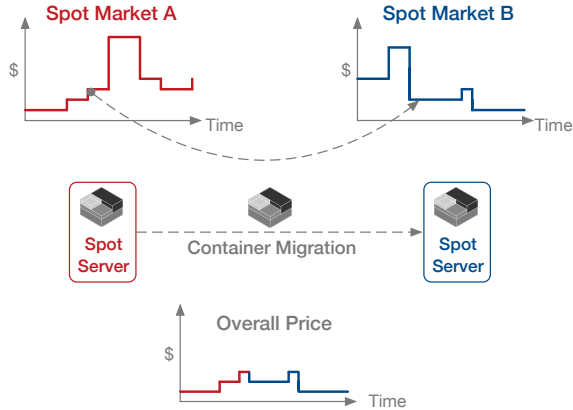 Spot Market A
Spot Market B
$
Time
$
Time
Spot
Server
Container Migration
Spot
Server
Overall Price
$
Time